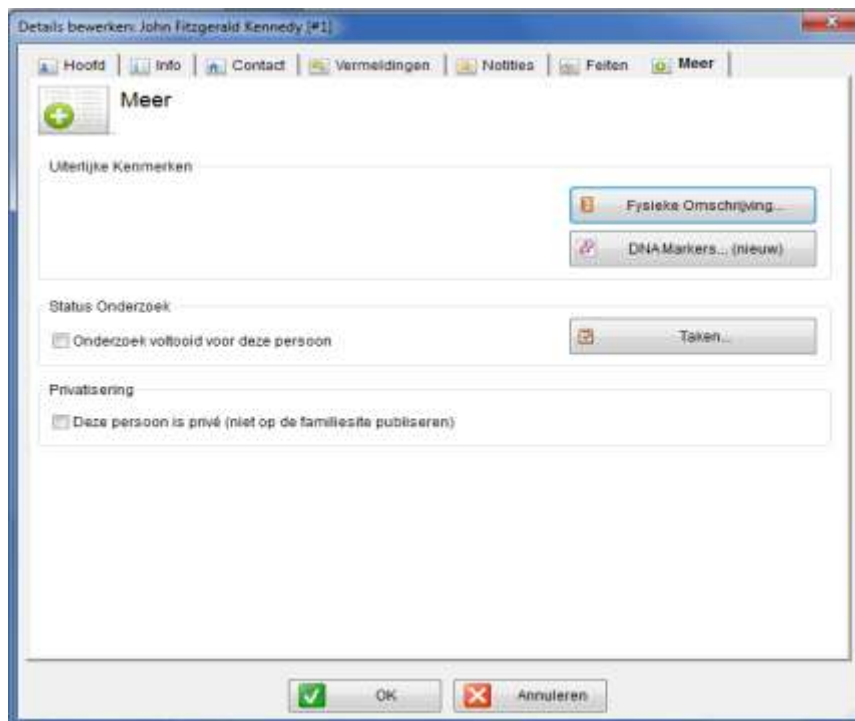 Details bewerken: John Fitzgerald Kennedy [#1]
Hoofd Info Contact Vermeldingen Notities Feiten Meer
Meer
Uiterlijke Kenmerken
Fysieke Omschrijving...
DNA Markers... (nieuw)
Status Onderzoek
Onderzoek voltooid voor deze persoon
Taken...
Privatisering
Deze persoon is privé (niet op de familiesite publiseren)
OK Annuleren